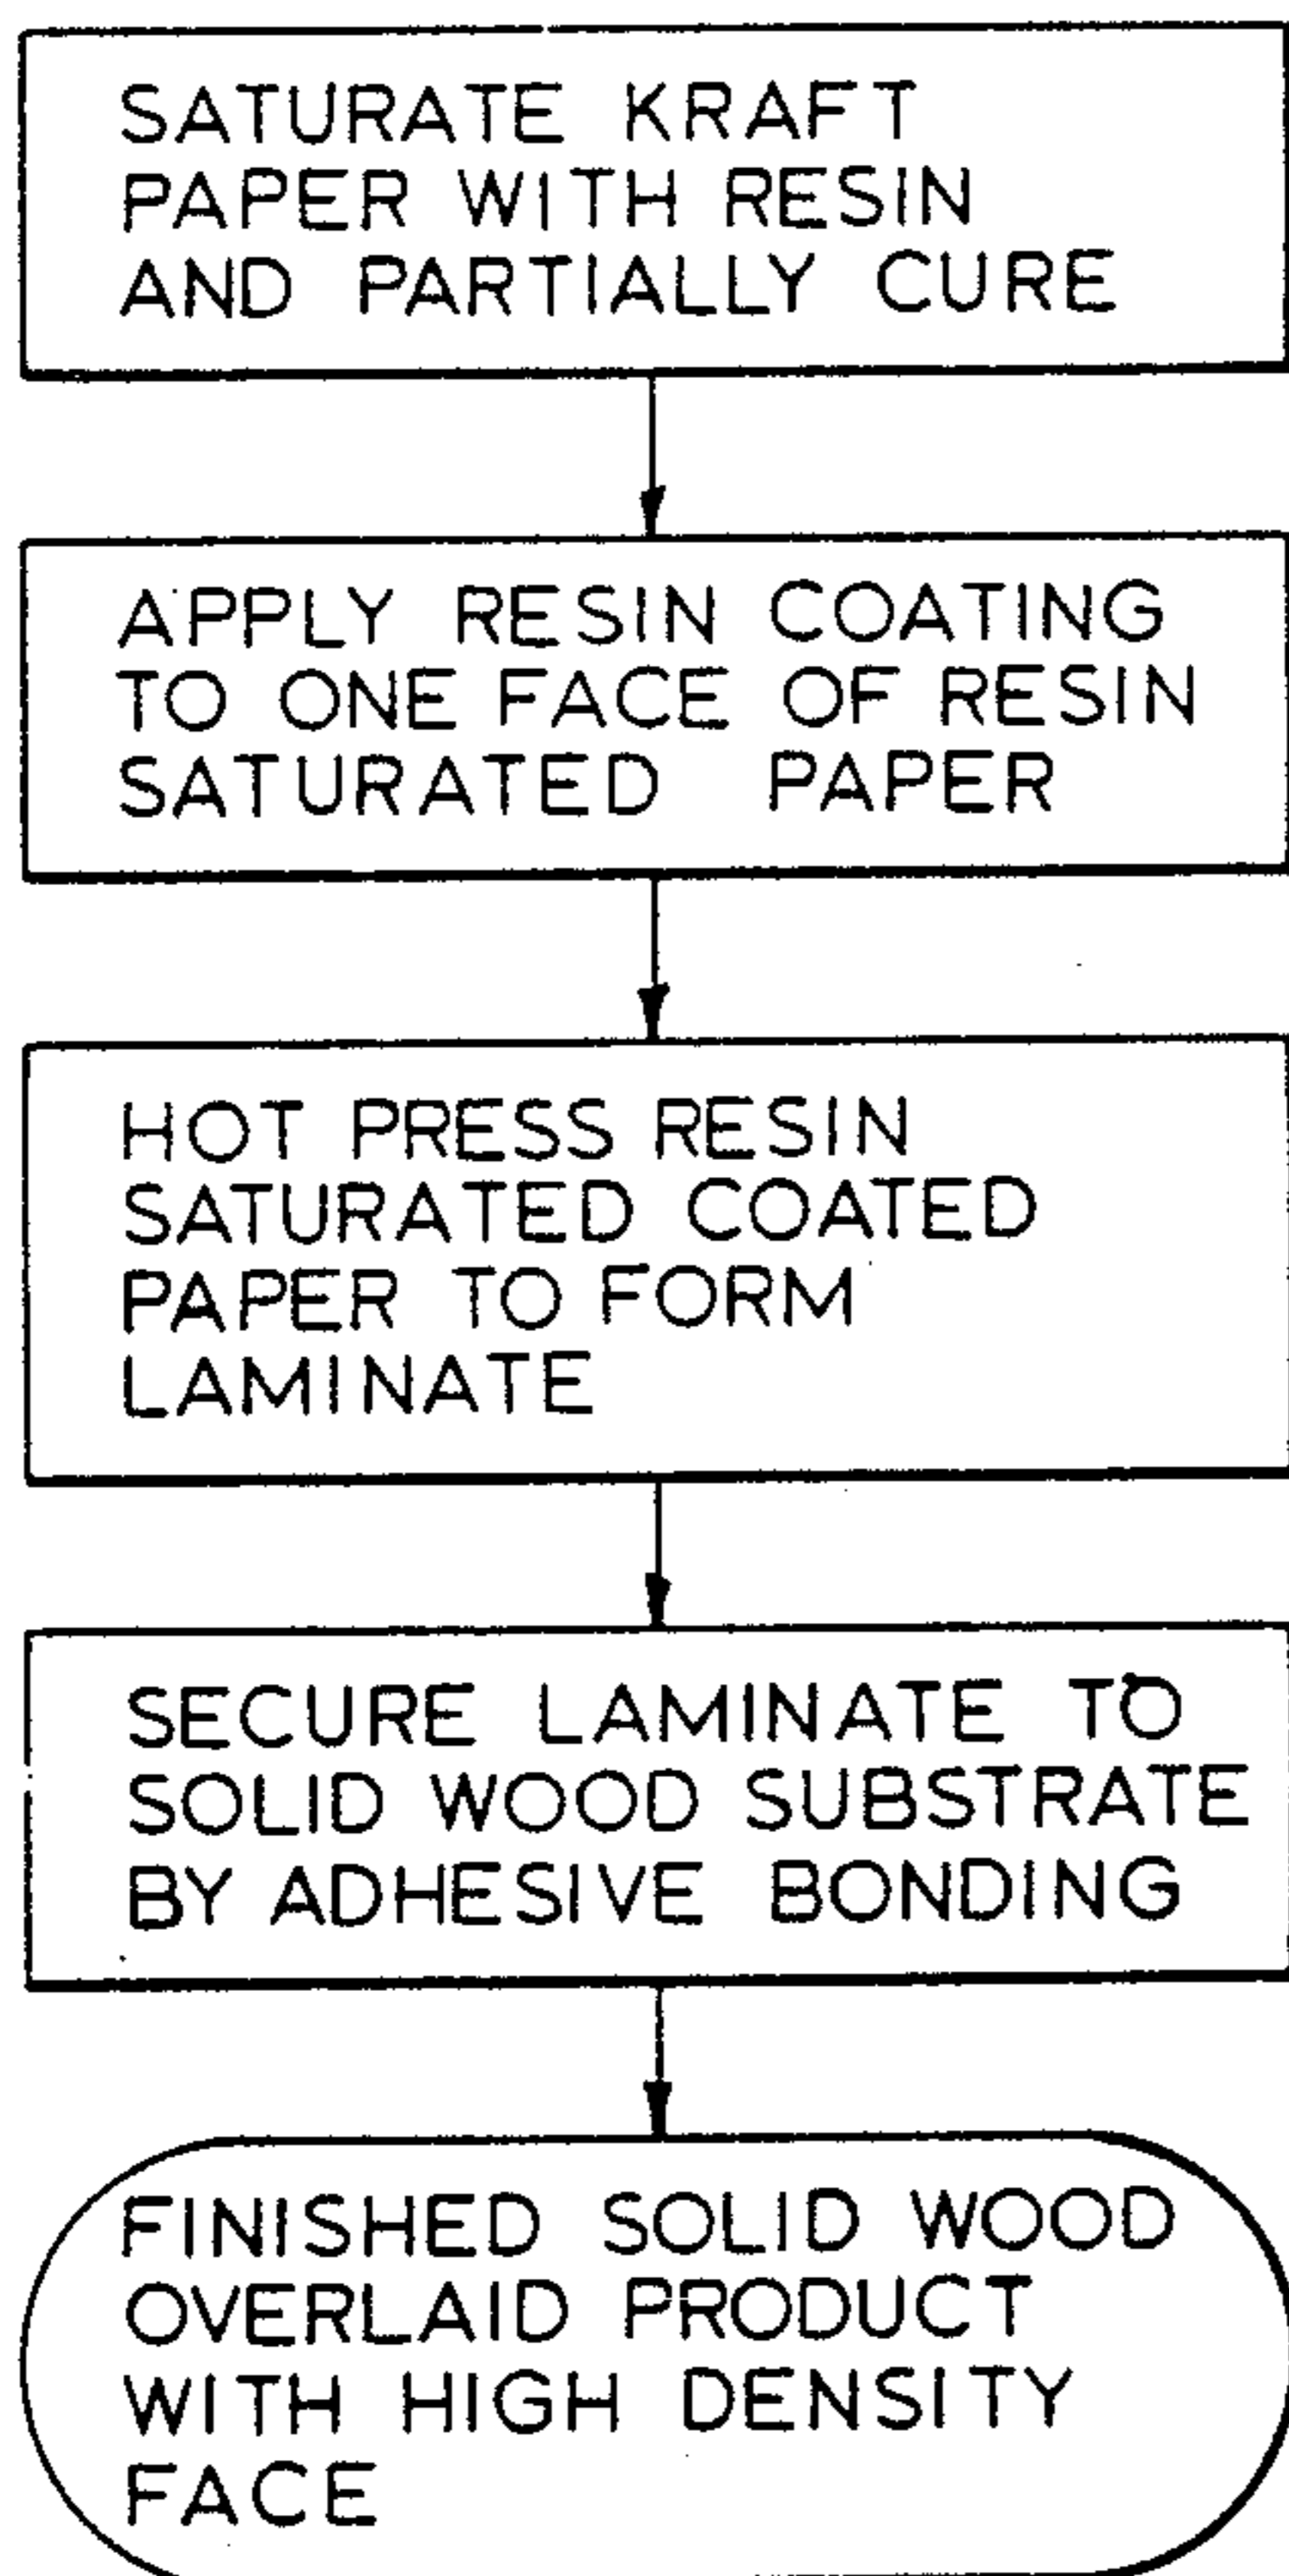 SATURATE KRAFT
PAPER WITH RESIN
AND PARTIALLY CURE
APPLY RESIN COATING
TO ONE FACE OF RESIN
SATURATED PAPER
HOT PRESS RESIN
SATURATED COATED
PAPER TO FORM
LAMINATE
SECURE LAMINATE TO
SOLID WOOD SUBSTRATE
BY ADHESIVE BONDING
FINISHED SOLID WOOD
OVERLAID PRODUCT
WITH HIGH DENSITY
FACE